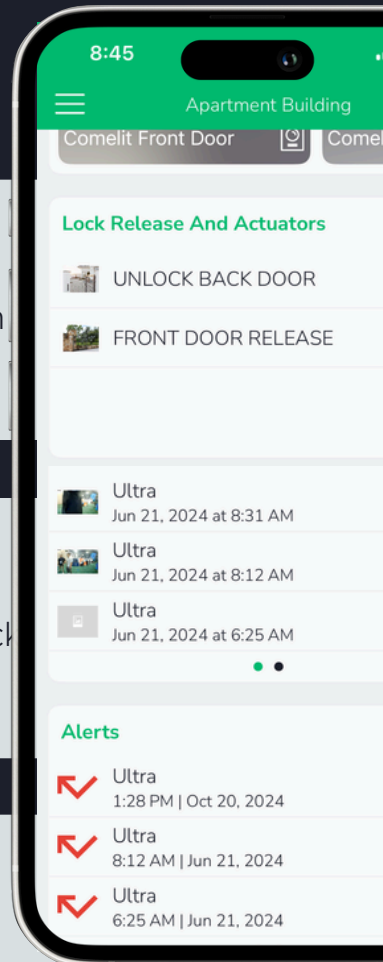 8:45
Apartment Building
Comelit Front Door
Lock Release And Actuators
UNLOCK BACK DOOR
FRONT DOOR RELEASE
Ultra
Jun 21, 2024 at 8:31 AM
Ultra
Jun 21, 2024 at 8:12 AM
Ultra
Jun 21, 2024 at 6:25 AM
Alerts
Ultra
1:28 PM | Oct 20, 2024
Ultra
8:12 AM | Jun 21, 2024
Ultra
6:25 AM | Jun 21, 2024